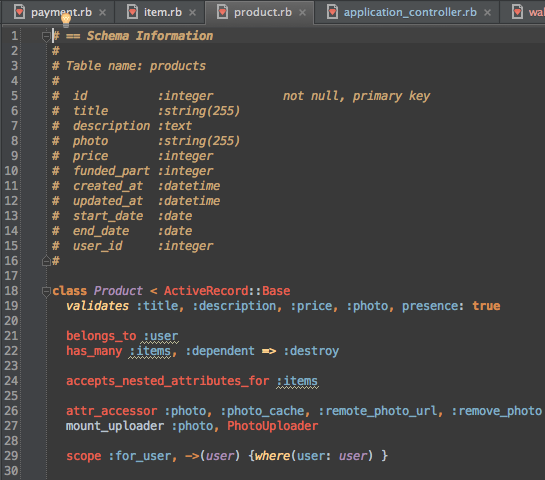 payment.rb × item.rb × product.rb × application_controller.rb × wal
1 # == Schema Information
2 #
3 # Table name: products
4 #
5 #  id          :integer          not null, primary key
6 #  title       :string(255)
7 #  description :text
8 #  photo       :string(255)
9 #  price       :integer
10 #  funded_part :integer
11 #  created_at  :datetime
12 #  updated_at  :datetime
13 #  start_date  :date
14 #  end_date    :date
15 #  user_id     :integer
16 #
17
18 class Product < ActiveRecord::Base
19   validates :title, :description, :price, :photo, presence: true
20
21   belongs_to :user
22   has_many :items, :dependent => :destroy
23
24   accepts_nested_attributes_for :items
25
26   attr_accessor :photo, :photo_cache, :remote_photo_url, :remove_photo
27   mount_uploader :photo, PhotoUploader
28
29   scope :for_user, ->(user) {where(user: user) }
30